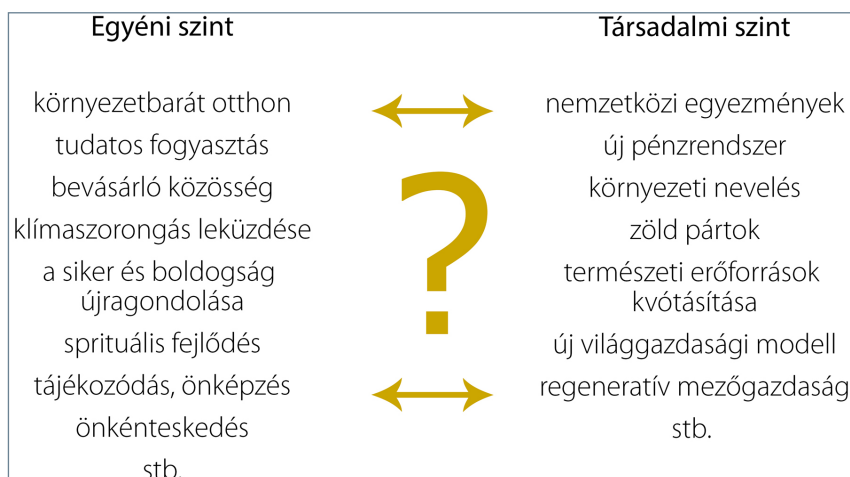 Egyéni szint
környezetbarát otthon
tudatos fogyasztás
bevásárló közösség
klímaszorongás leküzdése
a siker és boldogság
újragondolása
sprituális fejlődés
tájékozódás, önképzés
önkénteskedés
stb.
?
Társadalmi szint
nemzetközi egyezmények
új pénzrendszer
környezeti nevelés
zöld pártok
természeti erőforrások
kvótásítása
új világgazdasági modell
regeneratív mezőgazdaság
stb.